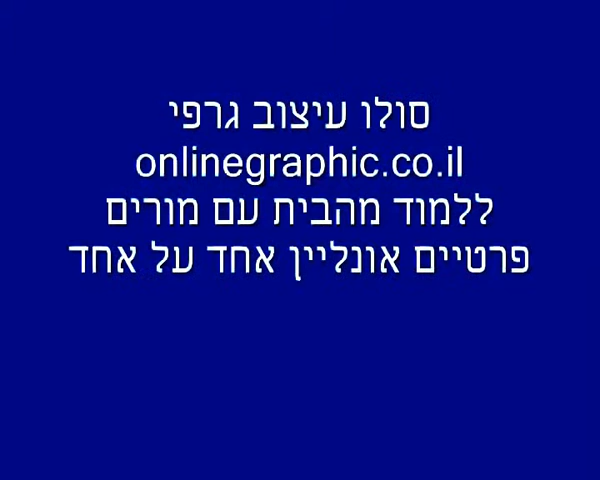 סולו עיצוב גרפי
onlinegraphic.co.il
ללמוד מהבית עם מורים
פרטיים אונליין אחד על אחד